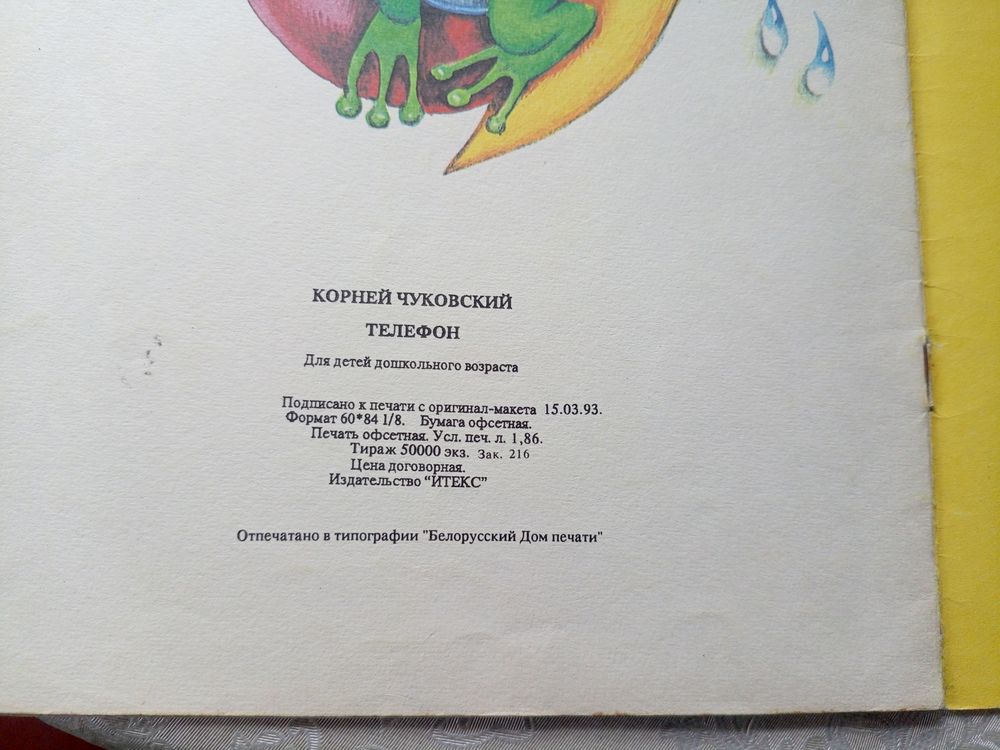 КОРНЕЙ ЧУКОВСКИЙ
ТЕЛЕФОН
Для детей дошкольного возраста
Подписано к печати с оригинал-макета 15.03.93.
Формат 60*84 1/8. Бумага офсетная.
Печать офсетная. Усл. печ. л. 1,86.
Тираж 50000 экз. Зак. 216
Цена договорная.
Издательство “ИТЕКС”
Отпечатано в типографии "Белорусский Дом печати"